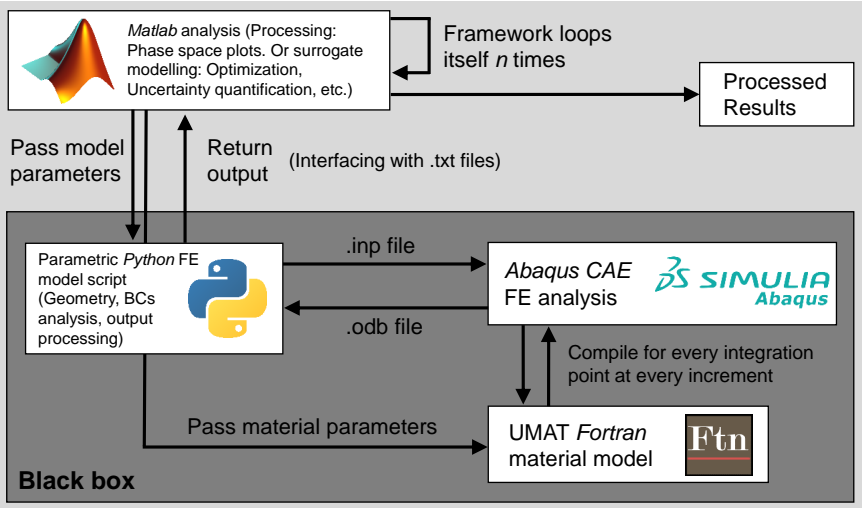 Matlab analysis (Processing:
Phase space plots. Or surrogate
modelling: Optimization,
Uncertainty quantification, etc.)
Framework loops
itself n times
Processed
Results
Pass model
parameters
Return
output
(Interfacing with .txt files)
Parametric Python FE
model script
(Geometry, BCs
analysis, output
processing)
.inp file
.odb file
Abaqus CAE
FE analysis
3DS SIMULIA
Abaqus
Compile for every integration
point at every increment
Pass material parameters
UMAT Fortran
material model
Ftn
Black box